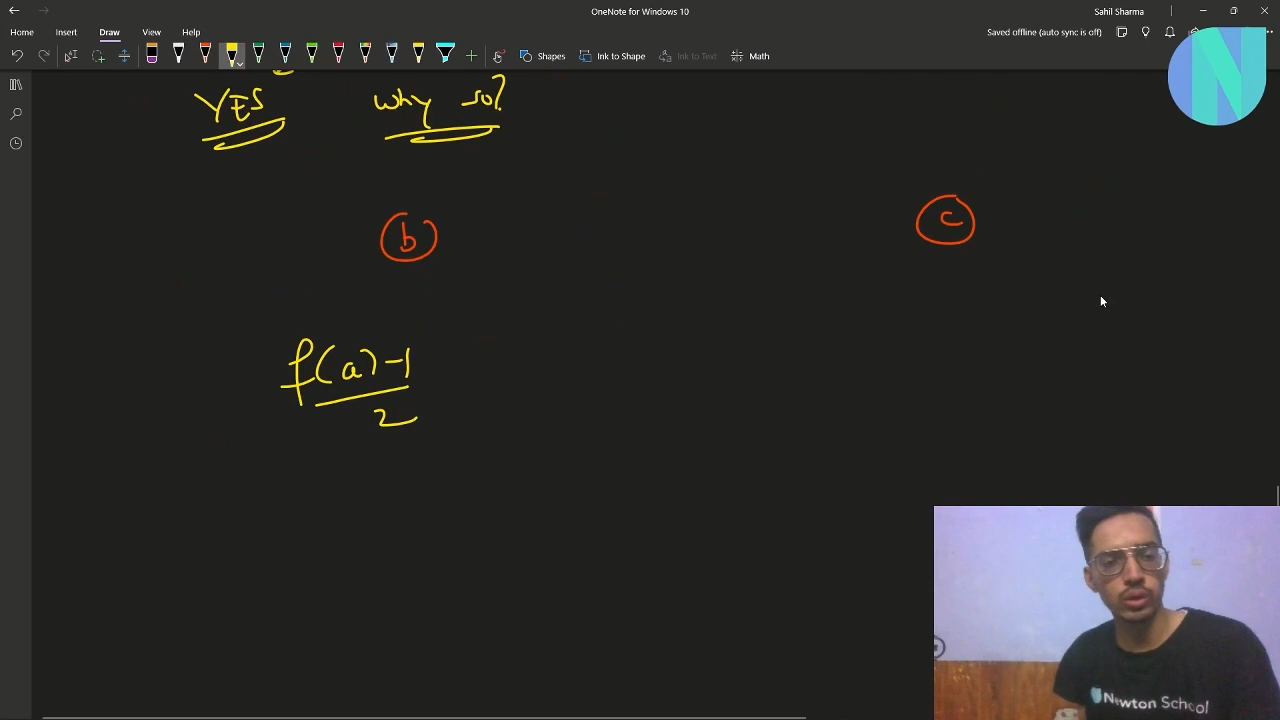 OneNote for Windows 10
Sahil Sharma
Home Insert Draw View Help
Saved offline (auto sync is off)
Shapes Ink to Shape Ink to Text Math
YES why so?
b c
f(a)-1
2
Newton School